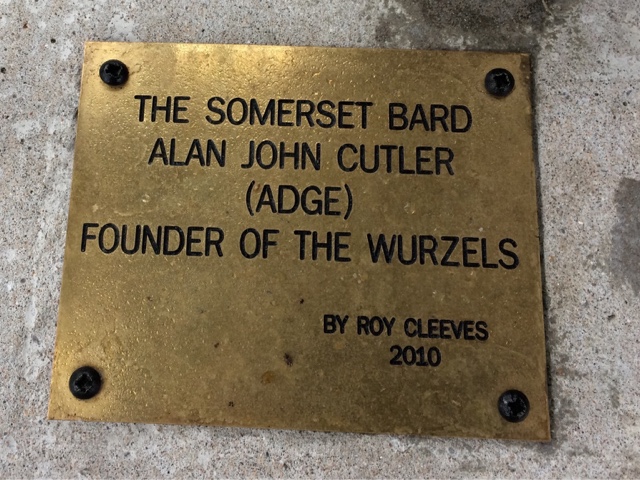 THE SOMERSET BARD
ALAN JOHN CUTLER
(ADGE)
FOUNDER OF THE WURZELS
BY ROY CLEEVES
2010